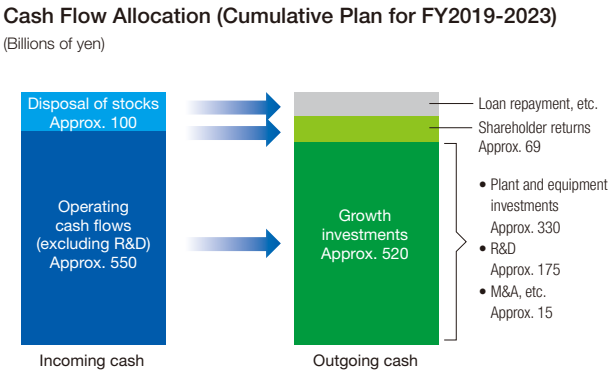 Cash Flow Allocation (Cumulative Plan for FY2019-2023)
(Billions of yen)
Disposal of stocks
Approx. 100
Operating
cash flows
(excluding R&D)
Approx. 550
Incoming cash
Growth
investments
Approx. 520
Outgoing cash
Loan repayment, etc.
Shareholder returns
Approx. 69
• Plant and equipment
investments
Approx. 330
• R&D
Approx. 175
• M&A, etc.
Approx. 15